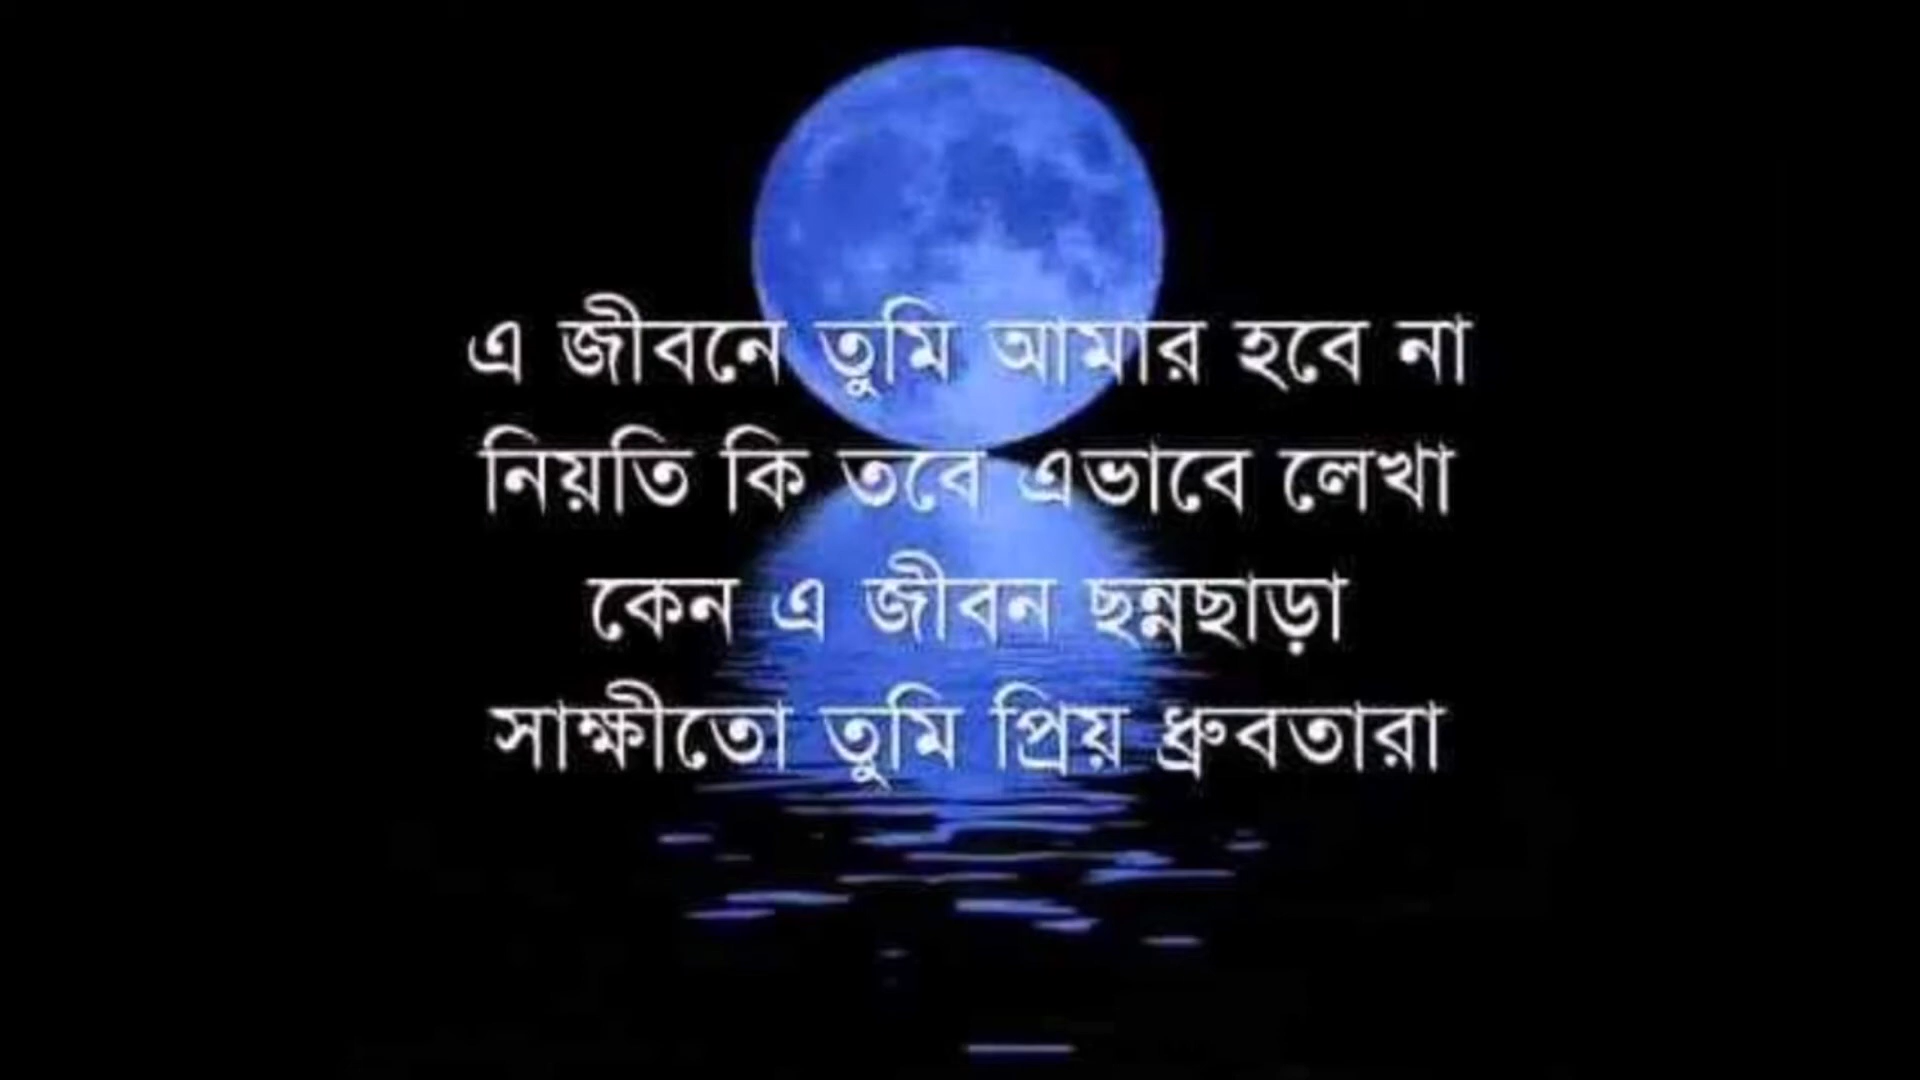 এ জীবনে তুমি আমার হবে না
নিয়তি কি তবে এভাবে লেখা
কেন এ জীবন ছন্নছাড়া
সাক্ষীতো তুমি প্রিয় ধ্রুবতারা